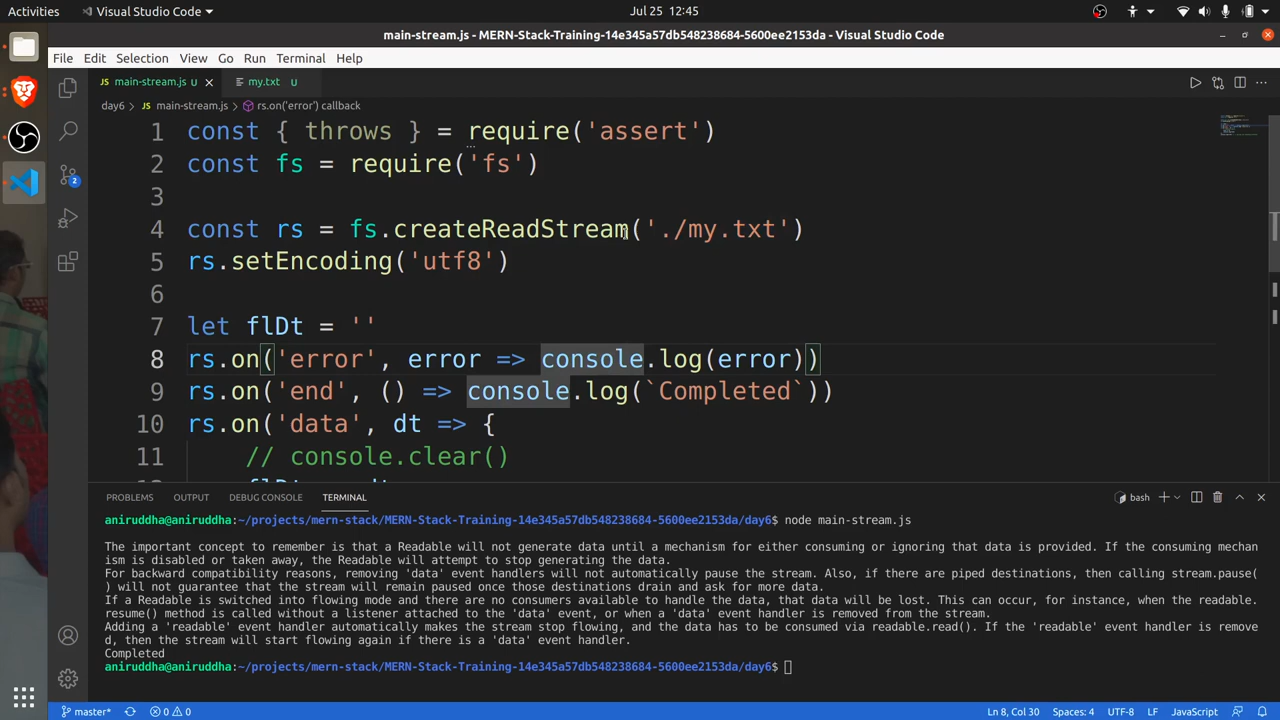 Activities
Visual Studio Code
Jul 25 12:45
main-stream.js - MERN-Stack-Training-14e345a57db548238684-5600ee2153da - Visual Studio Code
File Edit Selection View Go Run Terminal Help
main-stream.js U
my.txt U
day6 > JS main-stream.js > rs.on('error') callback
1 const { throws } = require('assert')
2 const fs = require('fs')
3
4 const rs = fs.createReadStream('./my.txt')
5 rs.setEncoding('utf8')
6
7 let flDt = ''
8 rs.on('error', error => console.log(error))
9 rs.on('end', () => console.log(`Completed`))
10 rs.on('data', dt => {
11 // console.clear()
2
PROBLEMS OUTPUT DEBUG CONSOLE TERMINAL
bash
aniruddha@aniruddha:~/projects/mern-stack/MERN-Stack-Training-14e345a57db548238684-5600ee2153da/day6$ node main-stream.js
The important concept to remember is that a Readable will not generate data until a mechanism for either consuming or ignoring that data is provided. If the consuming mechan
ism is disabled or taken away, the Readable will attempt to stop generating the data.
For backward compatibility reasons, removing 'data' event handlers will not automatically pause the stream. Also, if there are piped destinations, then calling stream.pause(
) will not guarantee that the stream will remain paused once those destinations drain and ask for more data.
If a Readable is switched into flowing mode and there are no consumers available to handle the data, that data will be lost. This can occur, for instance, when the readable.
resume() method is called without a listener attached to the 'data' event, or when a 'data' event handler is removed from the stream.
Adding a 'readable' event handler automatically makes the stream stop flowing, and the data has to be consumed via readable.read(). If the 'readable' event handler is remove
d, then the stream will start flowing again if there is a 'data' event handler.
Completed
aniruddha@aniruddha:~/projects/mern-stack/MERN-Stack-Training-14e345a57db548238684-5600ee2153da/day6$
master* 0 0
Ln 8, Col 30 Spaces: 4 UTF-8 LF JavaScript